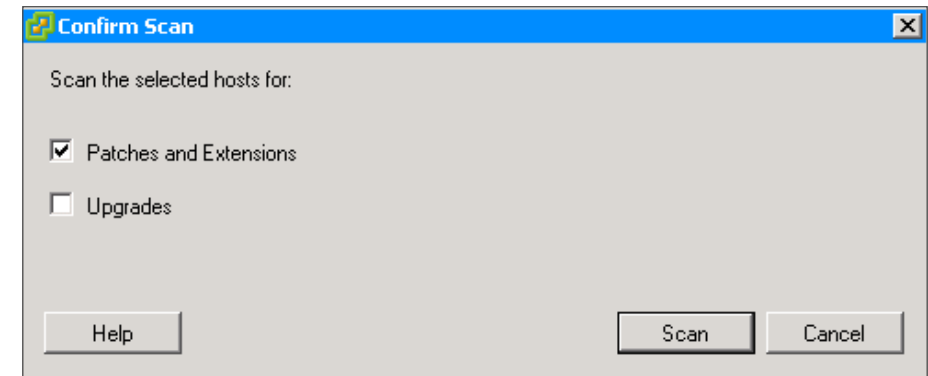 Confirm Scan
Scan the selected hosts for:
Patches and Extensions
Upgrades
Help Scan Cancel